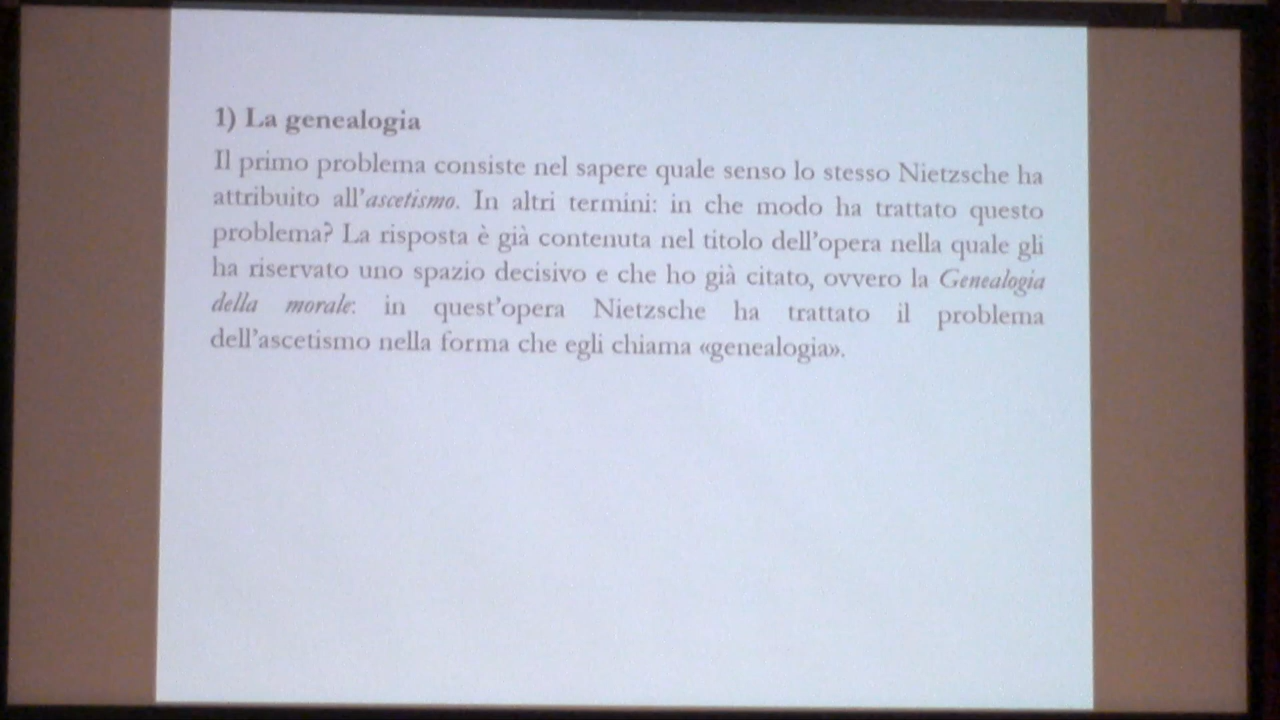 1) La genealogia
Il primo problema consiste nel sapere quale senso lo stesso Nietzsche ha
attribuito all'ascetismo. In altri termini: in che modo ha trattato questo
problema? La risposta è già contenuta nel titolo dell'opera nella quale gli
ha riservato uno spazio decisivo e che ho già citato, ovvero la Genealogia
della morale: in quest'opera Nietzsche ha trattato il problema
dell'ascetismo nella forma che egli chiama «genealogia».